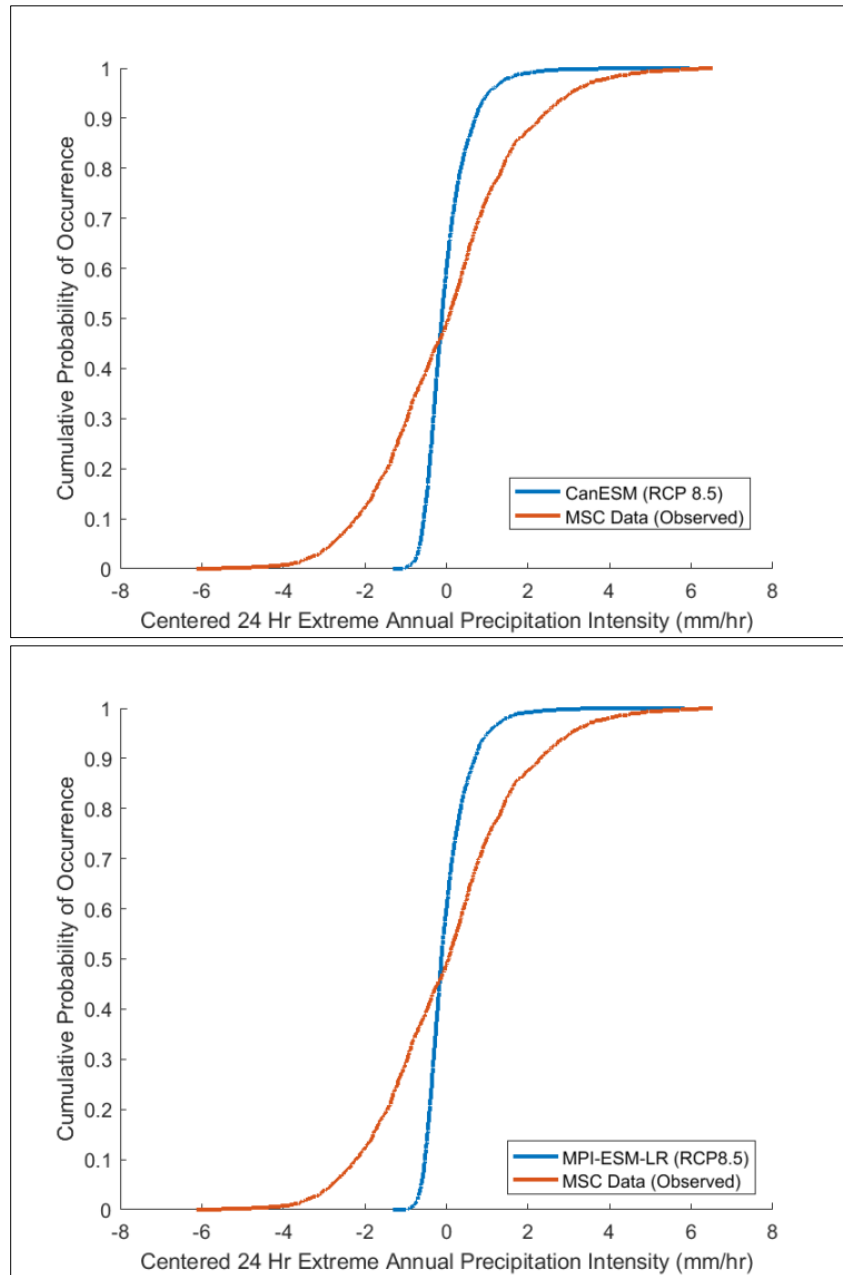 1
0.9
0.8
0.7
0.6
0.5
0.4
0.3
0.2
0.1
0
Cumulative Probability of Occurrence
CanESM (RCP 8.5)
MSC Data (Observed)
-8 -6 -4 -2 0 2 4 6 8
Centered 24 Hr Extreme Annual Precipitation Intensity (mm/hr)
1
0.9
0.8
0.7
0.6
0.5
0.4
0.3
0.2
0.1
0
Cumulative Probability of Occurrence
MPI-ESM-LR (RCP8.5)
MSC Data (Observed)
-8 -6 -4 -2 0 2 4 6 8
Centered 24 Hr Extreme Annual Precipitation Intensity (mm/hr)